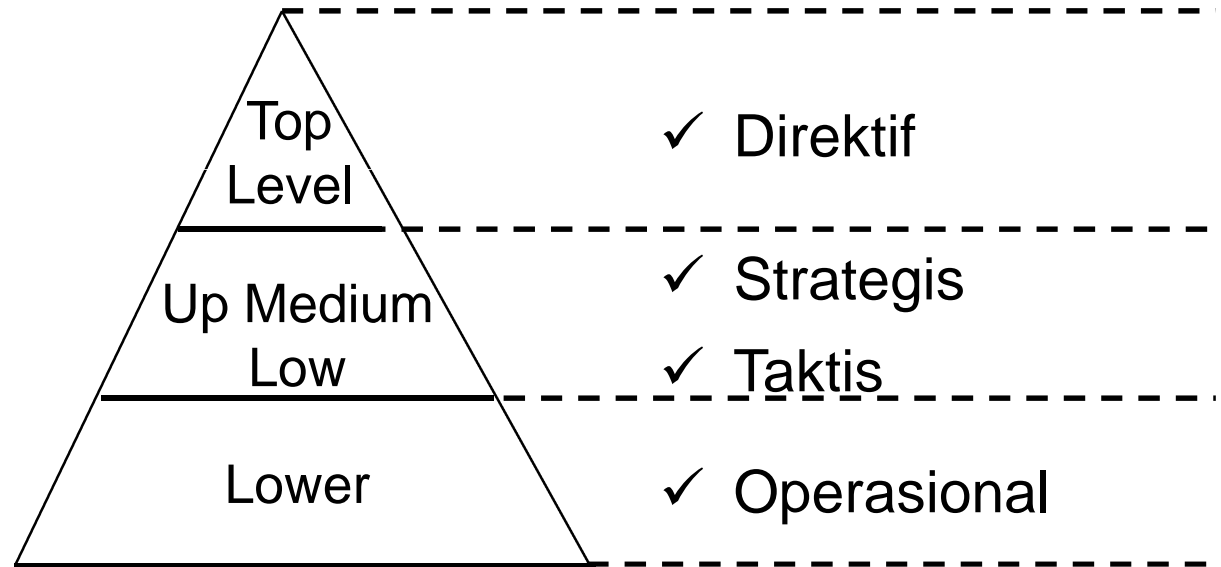 Top
Level
✓ Direktif
Up Medium
Low
✓ Strategis
✓ Taktis
Lower
✓ Operasional